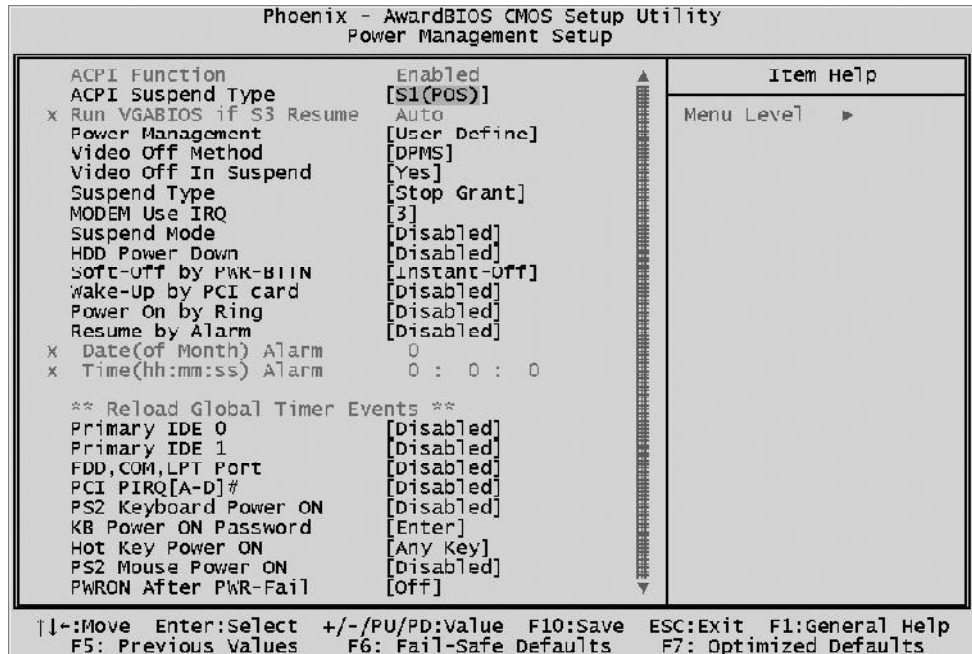 Phoenix - AwardBIOS CMOS Setup Utility
Power Management Setup
ACPI Function Enabled
ACPI Suspend Type [S1(POS)]
x Run VGABIOS if S3 Resume Auto
Power Management [User Define]
Video Off Method [DPMS]
Video Off In Suspend [Yes]
Suspend Type [Stop Grant]
MODEM Use IRQ [3]
Suspend Mode [Disabled]
HDD Power Down [Disabled]
Soft-Off by PWR-BTTN [Instant-Off]
Wake-Up by PCI card [Disabled]
Power On by Ring [Disabled]
Resume by Alarm [Disabled]
x Date(of Month) Alarm 0
x Time(hh:mm:ss) Alarm 0 : 0 : 0
** Reload Global Timer Events **
Primary IDE 0 [Disabled]
Primary IDE 1 [Disabled]
FDD,COM,LPT Port [Disabled]
PCI PIRQ[A-D]# [Disabled]
PS2 Keyboard Power ON [Disabled]
KB Power ON Password [Enter]
Hot Key Power ON [Any Key]
PS2 Mouse Power ON [Disabled]
PWRON After PWR-Fail [Off]
Item Help
Menu Level ►
↑↓←:Move Enter:Select +/-/PU/PD:Value F10:Save ESC:Exit F1:General Help
F5: Previous Values F6: Fail-Safe Defaults F7: Optimized Defaults